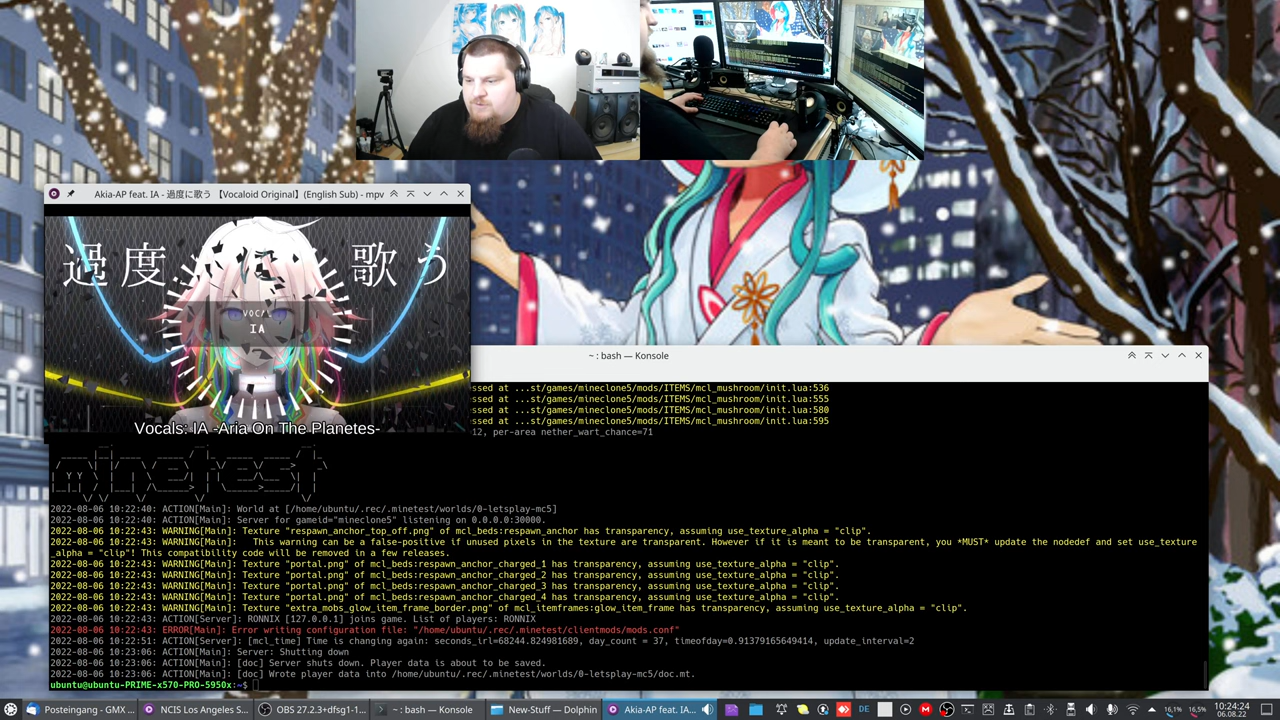 Akia-AP feat. IA - 過度に歌う 【Vocaloid Original】(English Sub) - mpv
過度に歌う
VOCAL
IA
Vocals: IA -Aria On The Planetes-
~ : bash — Konsole
ssed at ...st/games/mineclone5/mods/ITEMS/mcl_mushroom/init.lua:536
ssed at ...st/games/mineclone5/mods/ITEMS/mcl_mushroom/init.lua:555
ssed at ...st/games/mineclone5/mods/ITEMS/mcl_mushroom/init.lua:580
ssed at ...st/games/mineclone5/mods/ITEMS/mcl_mushroom/init.lua:595
12, per-area nether_wart_chance=71
2022-08-06 10:22:40: ACTION[Main]: World at [/home/ubuntu/.rec/.minetest/worlds/0-letsplay-mc5]
2022-08-06 10:22:40: ACTION[Main]: Server for gameid="mineclone5" listening on 0.0.0.0:30000.
2022-08-06 10:22:43: WARNING[Main]: Texture "respawn_anchor_top_off.png" of mcl_beds:respawn_anchor has transparency, assuming use_texture_alpha = "clip".
2022-08-06 10:22:43: WARNING[Main]:   This warning can be a false-positive if unused pixels in the texture are transparent. However if it is meant to be transparent, you *MUST* update the nodedef and set use_texture
_alpha = "clip"! This compatibility code will be removed in a few releases.
2022-08-06 10:22:43: WARNING[Main]: Texture "portal.png" of mcl_beds:respawn_anchor_charged_1 has transparency, assuming use_texture_alpha = "clip".
2022-08-06 10:22:43: WARNING[Main]: Texture "portal.png" of mcl_beds:respawn_anchor_charged_2 has transparency, assuming use_texture_alpha = "clip".
2022-08-06 10:22:43: WARNING[Main]: Texture "portal.png" of mcl_beds:respawn_anchor_charged_3 has transparency, assuming use_texture_alpha = "clip".
2022-08-06 10:22:43: WARNING[Main]: Texture "portal.png" of mcl_beds:respawn_anchor_charged_4 has transparency, assuming use_texture_alpha = "clip".
2022-08-06 10:22:43: WARNING[Main]: Texture "extra_mobs_glow_item_frame_border.png" of mcl_itemframes:glow_item_frame has transparency, assuming use_texture_alpha = "clip".
2022-08-06 10:22:43: ACTION[Server]: RONNIX [127.0.0.1] joins game. List of players: RONNIX
2022-08-06 10:22:43: ERROR[Main]: Error writing configuration file: "/home/ubuntu/.rec/.minetest/clientmods/mods.conf"
2022-08-06 10:22:51: ACTION[Server]: [mcl_time] Time is changing again: seconds_irl=68244.824981689, day_count = 37, timeofday=0.91379165649414, update_interval=2
2022-08-06 10:23:06: ACTION[Main]: Server: Shutting down
2022-08-06 10:23:06: ACTION[Main]: [doc] Server shuts down. Player data is about to be saved.
2022-08-06 10:23:06: ACTION[Main]: [doc] Wrote player data into /home/ubuntu/.rec/.minetest/worlds/0-letsplay-mc5/doc.mt.
ubuntu@ubuntu-PRIME-x570-PRO-5950x:~$
Posteingang - GMX ...
NCIS Los Angeles S...
OBS 27.2.3+dfsg1-1...
~ : bash — Konsole
New-Stuff — Dolphin
Akia-AP feat. IA...
DE
16,1%
16,5%
10:24:24
06.08.22